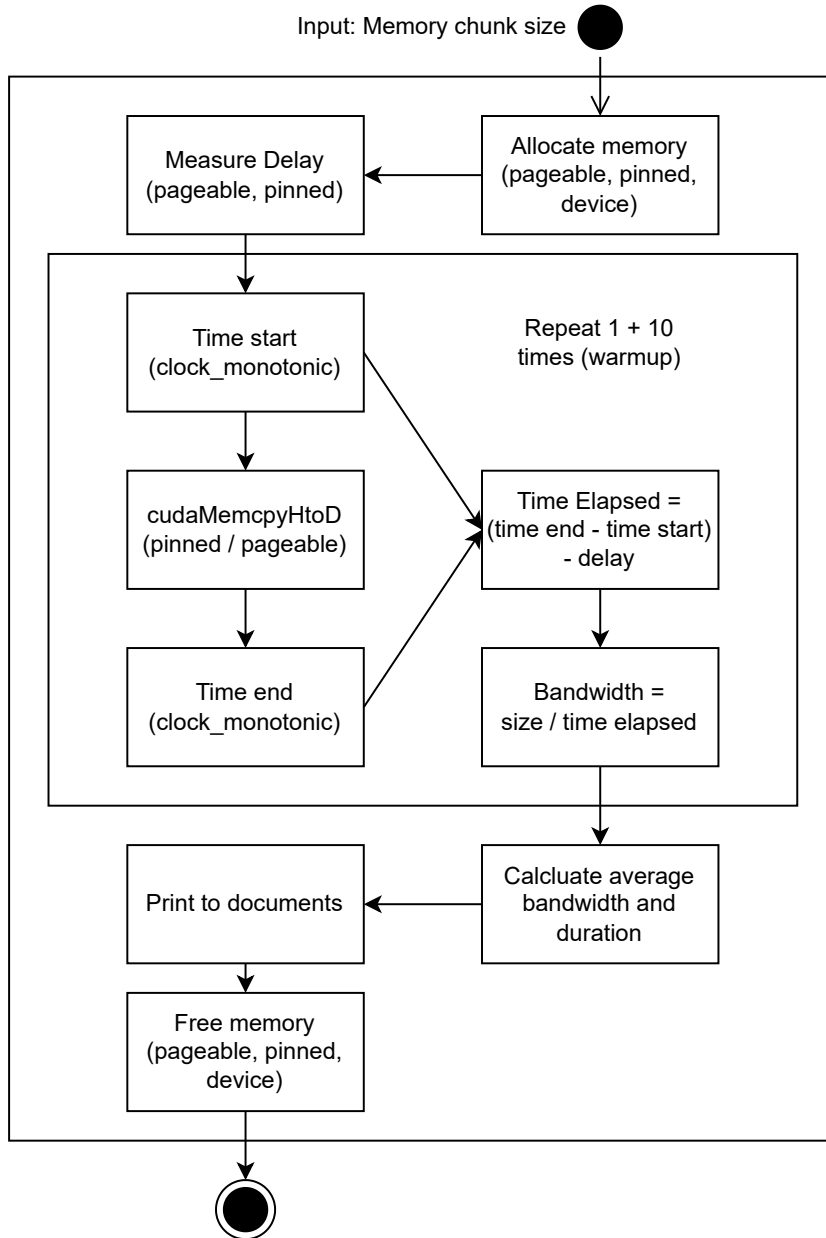 Input: Memory chunk size
Allocate memory
(pageable, pinned,
device)
Measure Delay
(pageable, pinned)
Time start
(clock_monotonic)
Repeat 1 + 10
times (warmup)
cudaMemcpyHtoD
(pinned / pageable)
Time end
(clock_monotonic)
Time Elapsed =
(time end - time start)
- delay
Bandwidth =
size / time elapsed
Calcluate average
bandwidth and
duration
Print to documents
Free memory
(pageable, pinned,
device)